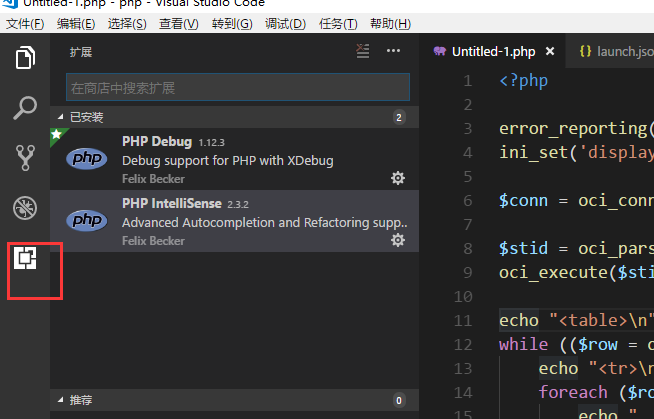 Untitled-1.php - php - Visual Studio Code
文件(F) 编辑(E) 选择(S) 查看(V) 转到(G) 调试(D) 任务(T) 帮助(H)
扩展
在商店中搜索扩展
已安装 2
php
PHP Debug 1.12.3
Debug support for PHP with XDebug
Felix Becker
php
PHP IntelliSense 2.3.2
Advanced Autocompletion and Refactoring supp..
Felix Becker
推荐 0
Untitled-1.php × {} launch.jso
1 <?php
2
3 error_reporting(
4 ini_set('display
5
6 $conn = oci_conn
7
8 $stid = oci_pars
9 oci_execute($sti
10
11 echo "<table>\n"
12 while (($row = o
13 echo "<tr>\n
14 foreach ($ro
15 echo "